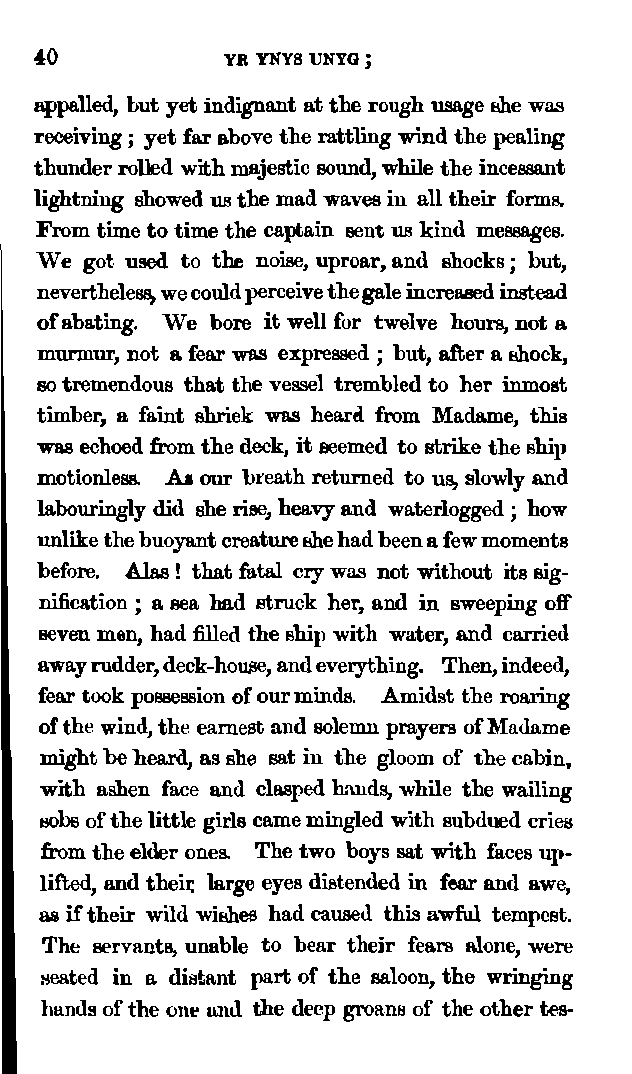 40 YR YNYS UNYG ;
appalled, but yet indignant at the rough usage she was
receiving ; yet far above the rattling wind the pealing
thunder rolled with majestic sound, while the incessant
lightning showed us the mad waves in all their forms.
From time to time the captain sent us kind messages.
We got used to the noise, uproar, and shocks ; but,
nevertheless, we could perceive the gale increased instead
of abating. We bore it well for twelve hours, not a
murmur, not a fear was expressed ; but, after a shock,
so tremendous that the vessel trembled to her inmost
timber, a faint shriek was heard from Madame, this
was echoed from the deck, it seemed to strike the ship
motionless. As our breath returned to us, slowly and
labouringly did she rise, heavy and waterlogged ; how
unlike the buoyant creature she had been a few moments
before. Alas ! that fatal cry was not without its sig-
nification ; a sea had struck her, and in sweeping off
seven men, had filled the ship with water, and carried
away rudder, deck-house, and everything. Then, indeed,
fear took possession of our minds. Amidst the roaring
of the wind, the earnest and solemn prayers of Madame
might be heard, as she sat in the gloom of the cabin,
with ashen face and clasped hands, while the wailing
sobs of the little girls came mingled with subdued cries
from the elder ones. The two boys sat with faces up-
lifted, and their large eyes distended in fear and awe,
as if their wild wishes had caused this awful tempest.
The servants, unable to bear their fears alone, were
seated in a distant part of the saloon, the wringing
hands of the one and the deep groans of the other tes-